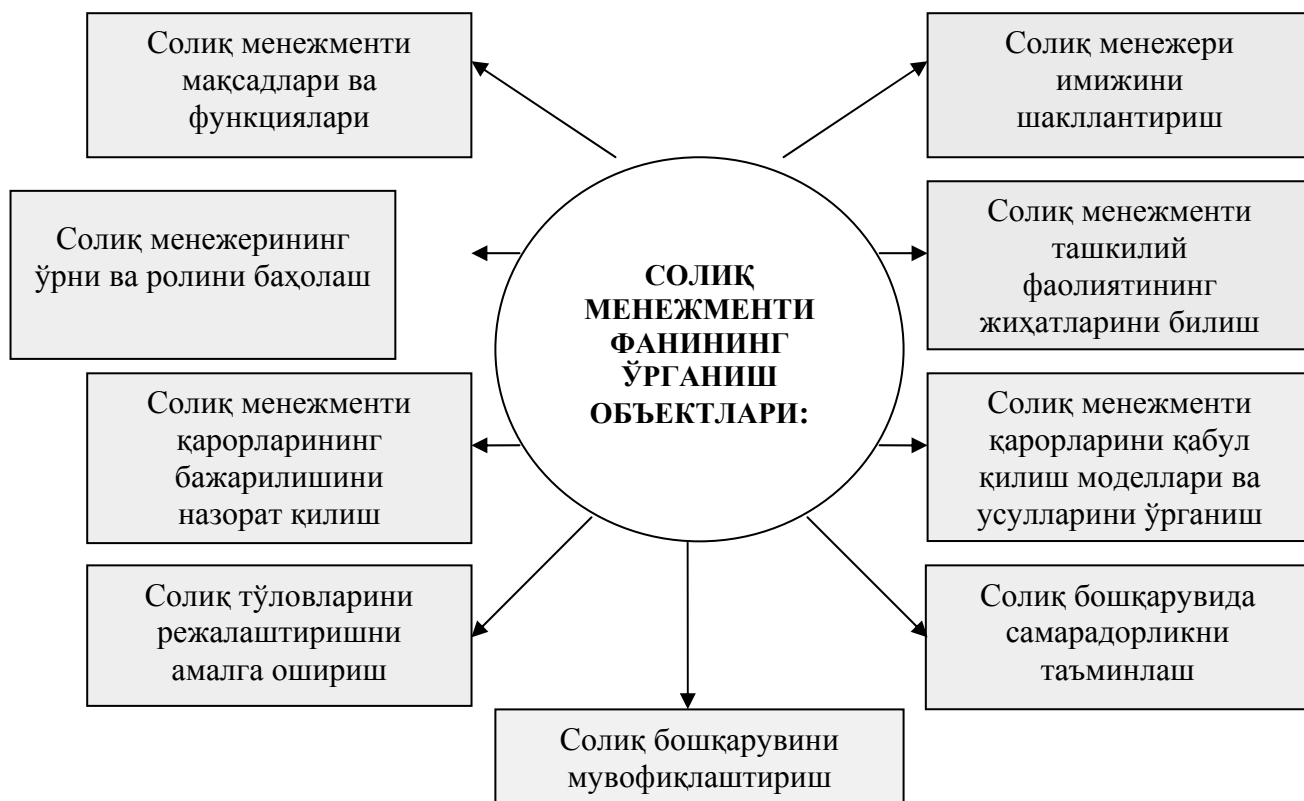 Солиқ менежменти
мақсадлари ва
функциялари
Солиқ менежери
имижини
шакллантириш
Солиқ менежерининг
ўрни ва ролини баҳолаш
СОЛИҚ
МЕНЕЖМЕНТИ
ФАНИНИНГ
ЎРГАНИШ
ОБЪЕКТЛАРИ:
Солиқ менежменти
ташкилий
фаолиятининг
жиҳатларини билиш
Солиқ менежменти
қарорларининг
бажарилишини
назорат қилиш
Солиқ менежменти
қарорларини қабул
қилиш моделлари ва
усулларини ўрганиш
Солиқ тўловларини
режалаштиришни
амалга ошириш
Солиқ бошқарувида
самарадорликни
таъминлаш
Солиқ бошқарувини
мувофиқлаштириш